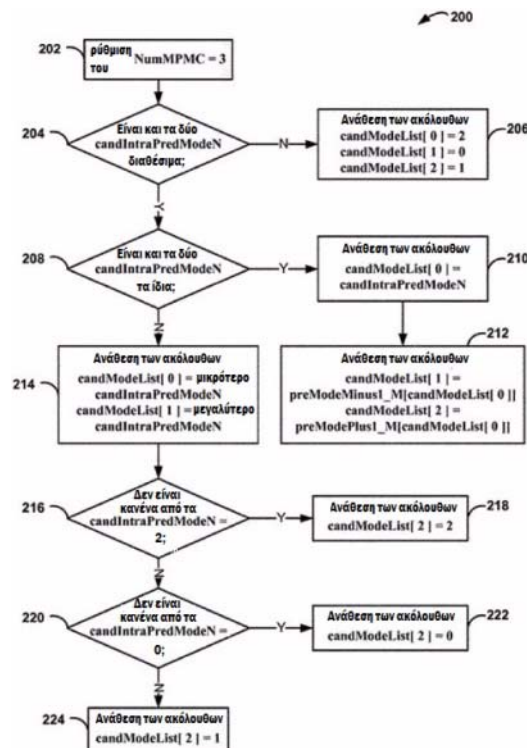 200
202
ρύθμιση
του
NumMPMC = 3
204
Είναι και τα δύο
candIntraPredModeN
διαθέσιμα;
N
Ανάθεση των ακόλουθων
candModeList[ 0 ] = 2
candModeList[ 1 ] = 0
candModeList[ 2 ] = 1
206
Y
208
Είναι και τα δύο
candIntraPredModeN
τα ίδια;
Y
Ανάθεση των ακόλουθων
candModeList[ 0 ] =
candIntraPredModeN
210
N
212
Ανάθεση των ακόλουθων
candModeList[ 1 ] =
preModeMinus1_M[candModeList[ 0 ]]
candModeList[ 2 ] =
preModePlus1_M[candModeList[ 0 ]]
214
Ανάθεση των ακόλουθων
candModeList[ 0 ] = μικρότερο
candIntraPredModeN
candModeList[ 1 ] = μεγαλύτερο
candIntraPredModeN
216
Δεν είναι
κανένα από τα
candIntraPredModeN =
2;
Y
Ανάθεση των ακόλουθων
candModeList[ 2 ] = 2
218
N
220
Δεν είναι
κανένα από τα
candIntraPredModeN =
0;
Y
Ανάθεση των ακόλουθων
candModeList[ 2 ] = 0
222
N
224
Ανάθεση των ακόλουθων
candModeList[ 2 ] = 1